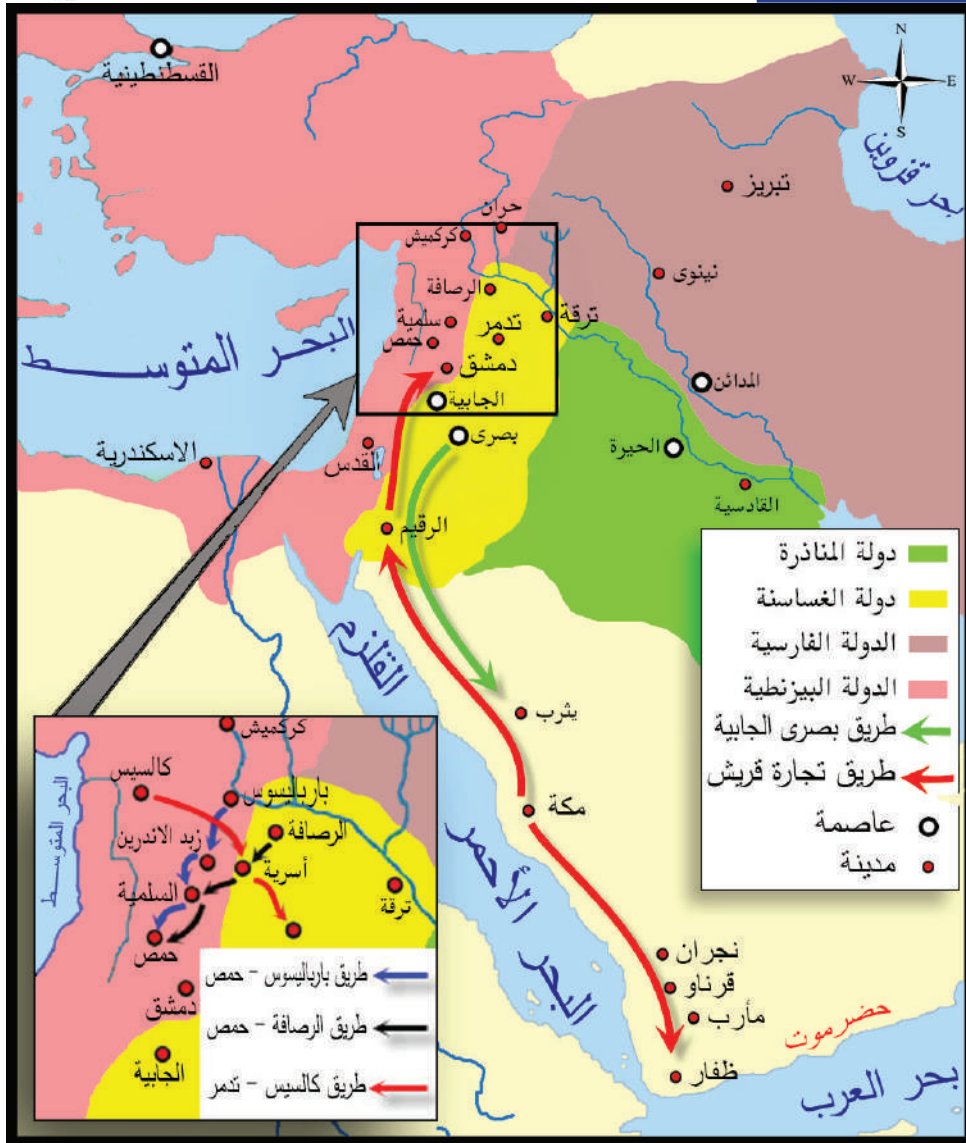 القسطنطينية
N
W
E
S
بحر قزوين
تبريز
حران
كركميش
نينوى
الرصافة
ترقة
سلمية
تدمر
حمص
البحر المتوسط
دمشق
المدائن
الجابية
بصرى
الحيرة
الاسكندرية
القدس
القادسية
الرقيم
دولة المناذرة
دولة الغساسنة
الدولة الفارسية
الدولة البيزنطية
طريق بصرى الجابية
طريق تجارة قريش
عاصمة
مدينة
القلزم
يثرب
مكة
البحر الأحمر
نجران
قرناو
مأرب
حضرموت
ظفار
بحر العرب
كركميش
كالسيس
البحر المتوسط
بارباليسوس
الرصافة
زبد الاندرين
أسرية
السلمية
ترقة
حمص
دمشق
الجابية
طريق بارباليسوس - حمص
طريق الرصافة - حمص
طريق كالسيس - تدمر